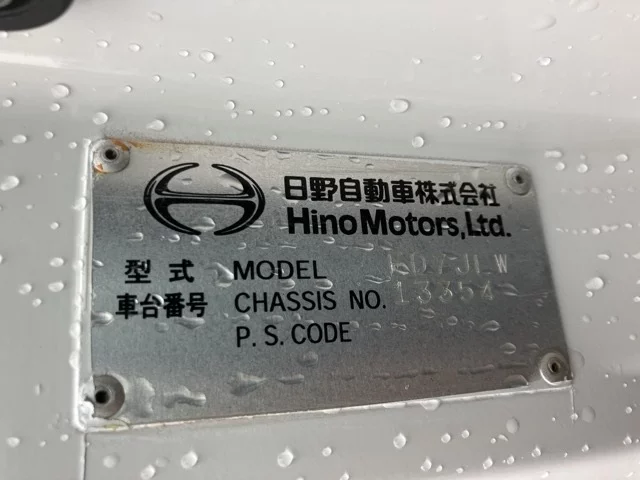 日野自動車株式会社
Hino Motors, Ltd.
型式 MODEL
車台番号 CHASSIS NO. 13354
P. S. CODE